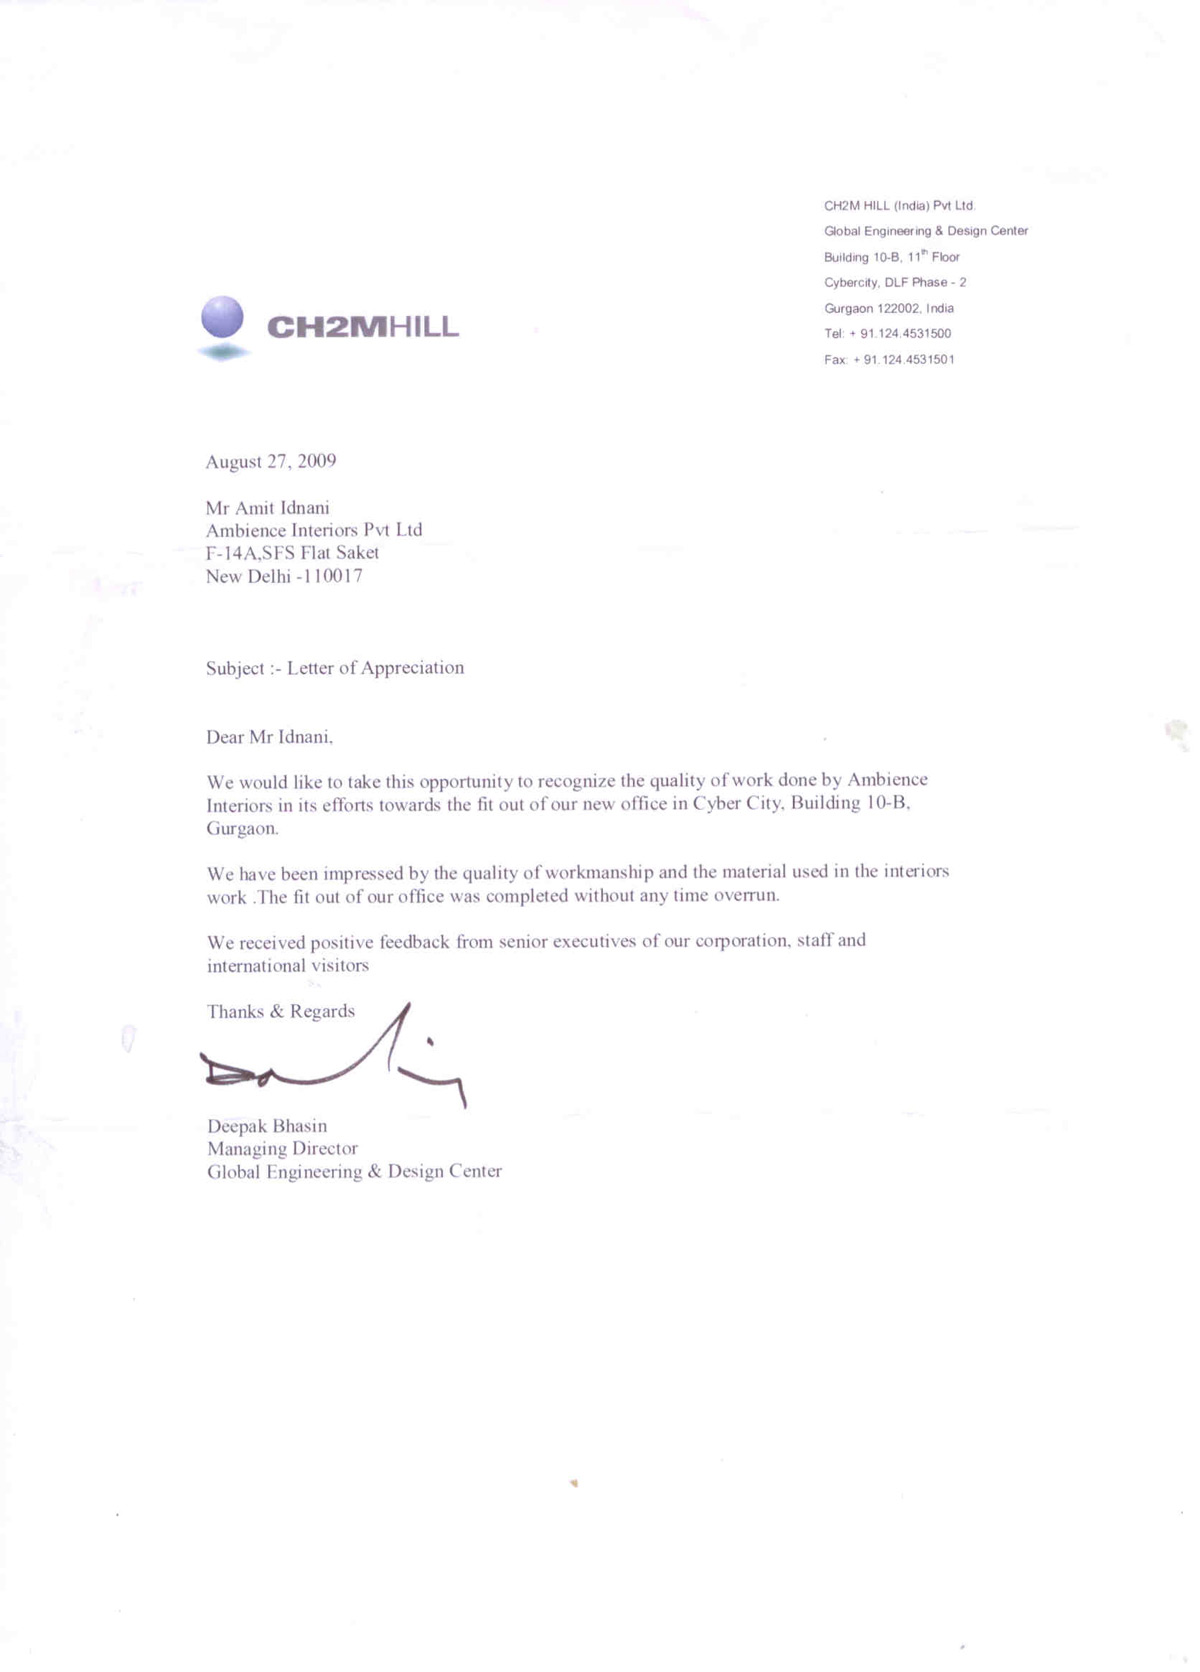 CH2M HILL (India) Pvt Ltd.
Global Engineering & Design Center
Building 10-B, 11th Floor
Cybercity, DLF Phase - 2
Gurgaon 122002, India
Tel: + 91.124.4531500
Fax: + 91.124.4531501
CH2MHILL
August 27, 2009
Mr Amit Idnani
Ambience Interiors Pvt Ltd
F-14A,SFS Flat Saket
New Delhi -110017
Subject :- Letter of Appreciation
Dear Mr Idnani,
We would like to take this opportunity to recognize the quality of work done by Ambience
Interiors in its efforts towards the fit out of our new office in Cyber City, Building 10-B,
Gurgaon.
We have been impressed by the quality of workmanship and the material used in the interiors
work .The fit out of our office was completed without any time overrun.
We received positive feedback from senior executives of our corporation, staff and
international visitors
Thanks & Regards
Deepak Bhasin
Managing Director
Global Engineering & Design Center